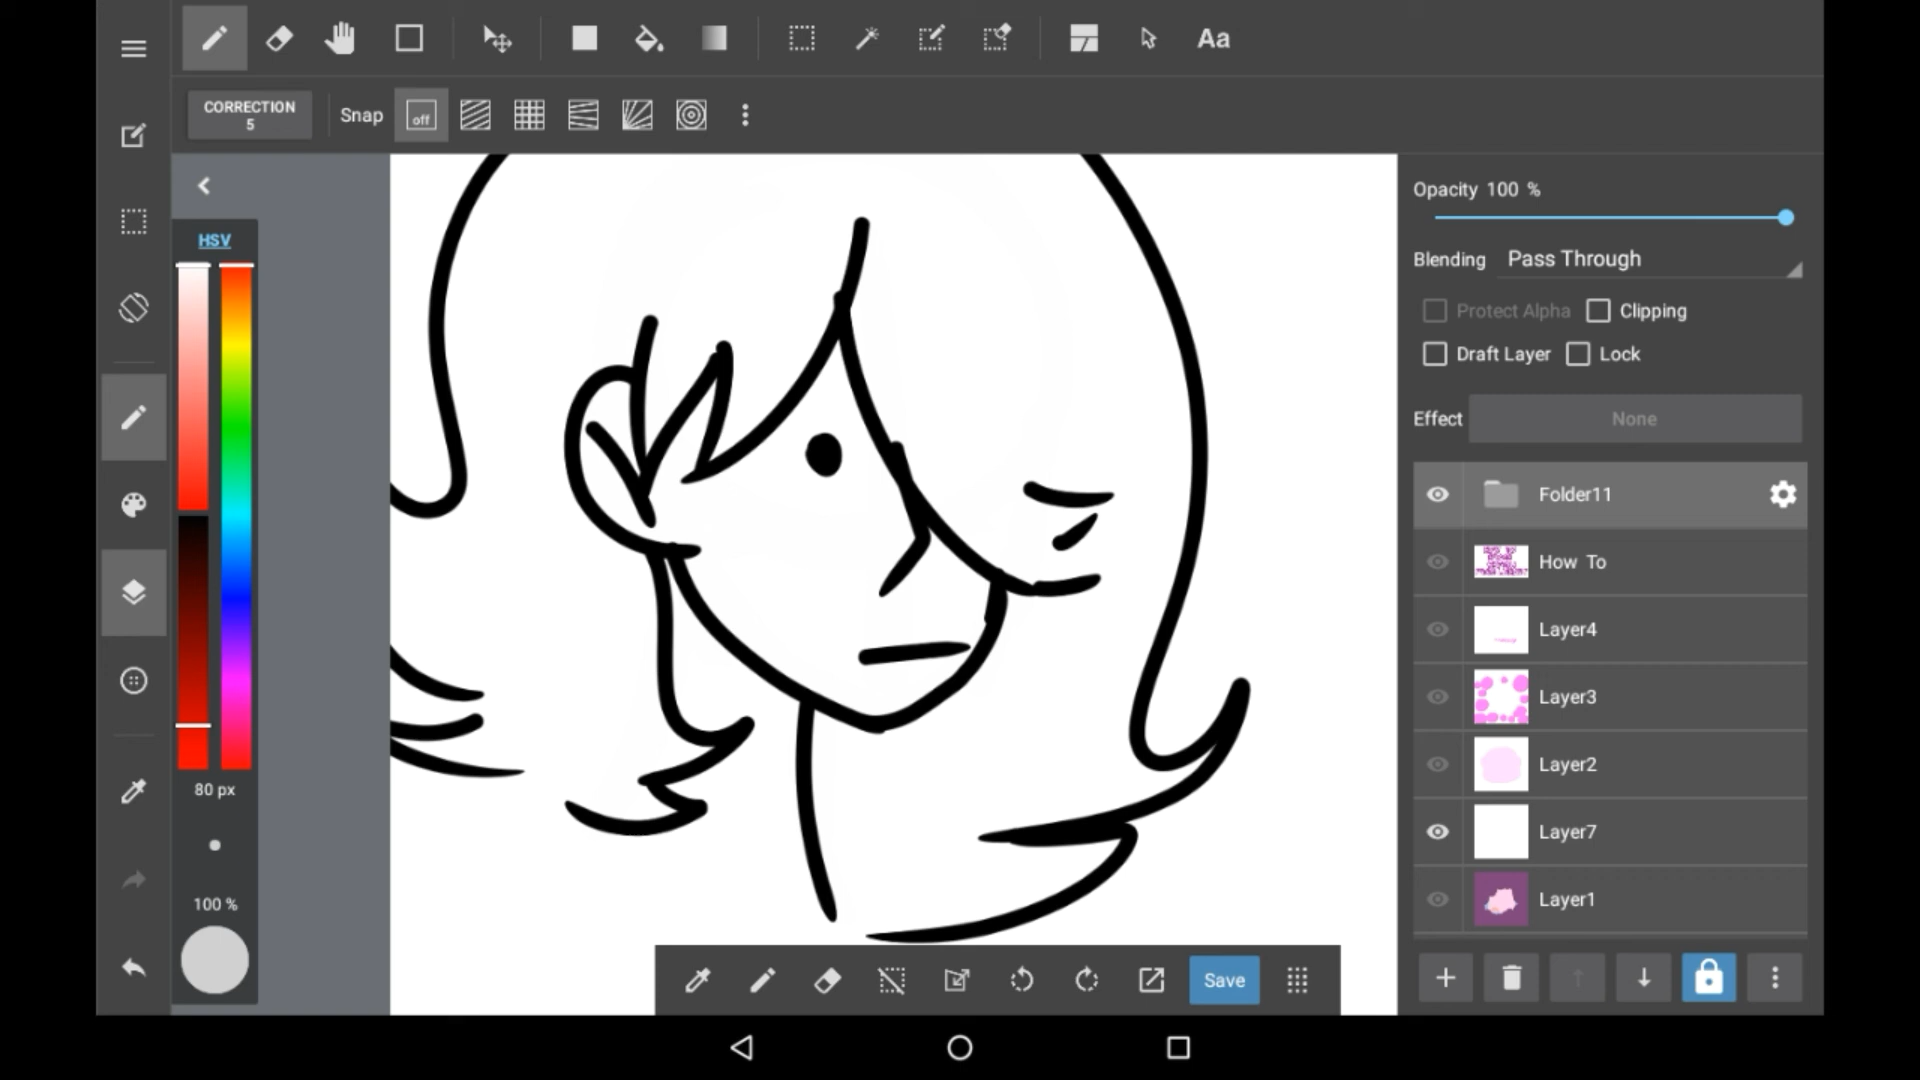 Aa
CORRECTION
5
Snap
off
HSV
80 px
100 %
Opacity 100 %
Blending Pass Through
Protect Alpha Clipping
Draft Layer Lock
Effect None
Folder11
How To
Layer4
Layer3
Layer2
Layer7
Layer1
Save